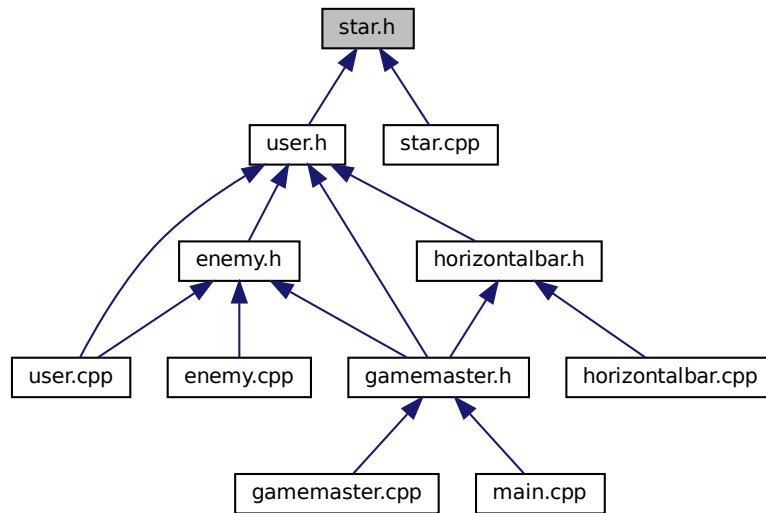 star.h
user.h
star.cpp
enemy.h
horizontalbar.h
user.cpp
enemy.cpp
gamemaster.h
horizontalbar.cpp
gamemaster.cpp
main.cpp